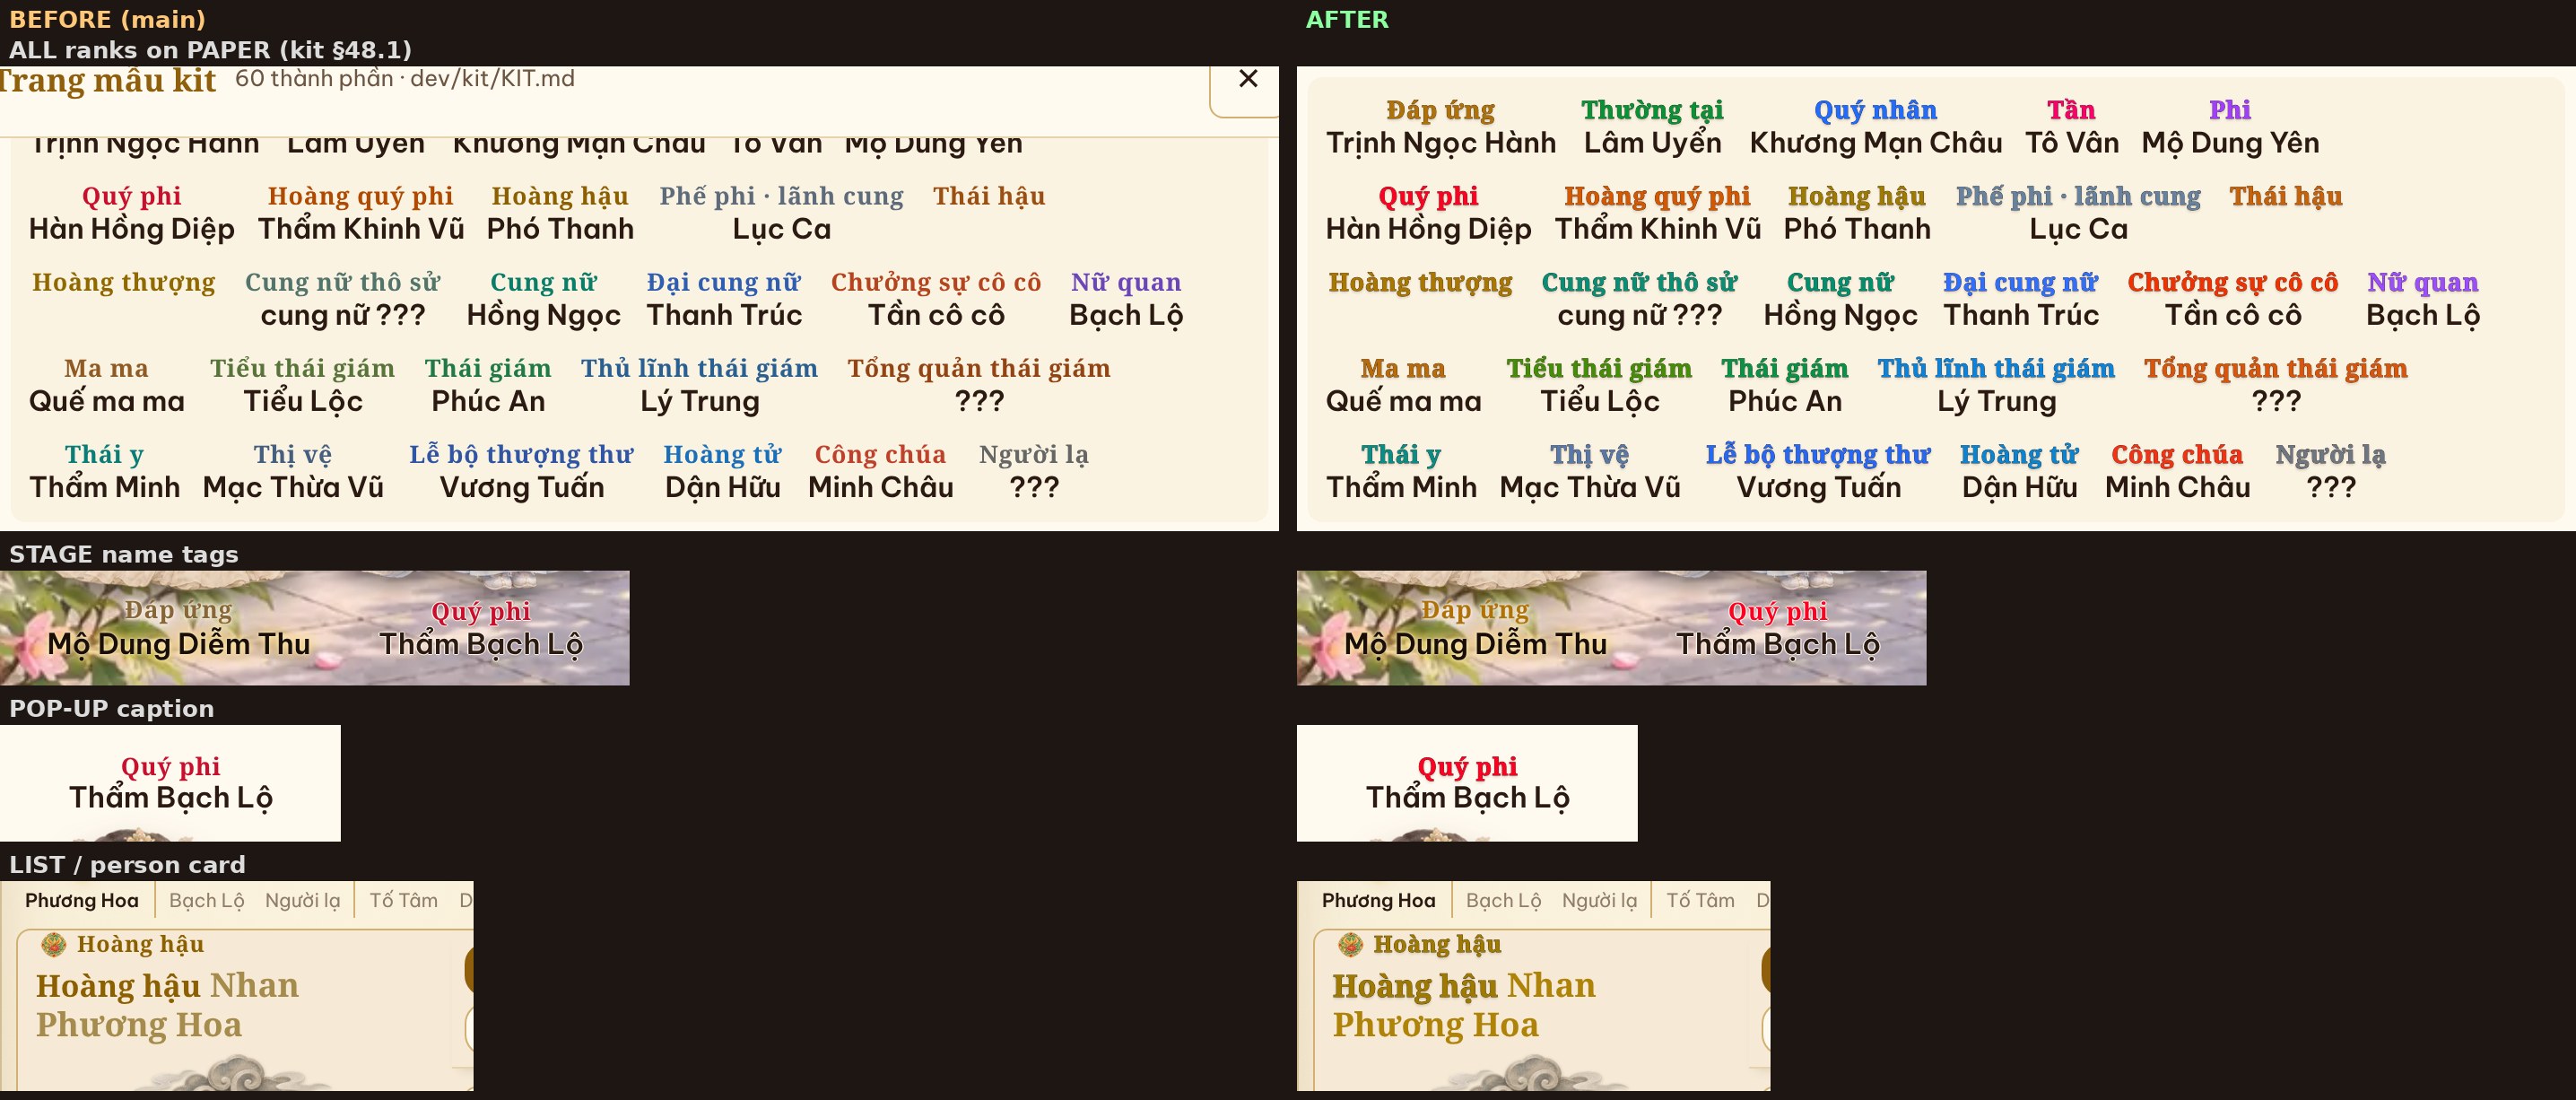 BEFORE (main)
AFTER
ALL ranks on PAPER (kit §48.1)
Trang mẫu kit 60 thành phần · dev/kit/KIT.md ×
Trịnh Ngọc Hành Lâm Uyển Khương Mạn Châu Tô Vân Mộ Dung Yên
Quý phi Hoàng quý phi Hoàng hậu Phế phi · lãnh cung Thái hậu
Hàn Hồng Diệp Thẩm Khinh Vũ Phó Thanh Lục Ca
Hoàng thượng Cung nữ thô sử Cung nữ Đại cung nữ Chưởng sự cô cô Nữ quan
cung nữ ??? Hồng Ngọc Thanh Trúc Tần cô cô Bạch Lộ
Ma ma Tiểu thái giám Thái giám Thủ lĩnh thái giám Tổng quản thái giám
Quế ma ma Tiểu Lộc Phúc An Lý Trung ???
Thái y Thị vệ Lễ bộ thượng thư Hoàng tử Công chúa Người lạ
Thẩm Minh Mạc Thừa Vũ Vương Tuấn Dận Hữu Minh Châu ???
Đáp ứng Thường tại Quý nhân Tần Phi
Trịnh Ngọc Hành Lâm Uyển Khương Mạn Châu Tô Vân Mộ Dung Yên
Quý phi Hoàng quý phi Hoàng hậu Phế phi · lãnh cung Thái hậu
Hàn Hồng Diệp Thẩm Khinh Vũ Phó Thanh Lục Ca
Hoàng thượng Cung nữ thô sử Cung nữ Đại cung nữ Chưởng sự cô cô Nữ quan
cung nữ ??? Hồng Ngọc Thanh Trúc Tần cô cô Bạch Lộ
Ma ma Tiểu thái giám Thái giám Thủ lĩnh thái giám Tổng quản thái giám
Quế ma ma Tiểu Lộc Phúc An Lý Trung ???
Thái y Thị vệ Lễ bộ thượng thư Hoàng tử Công chúa Người lạ
Thẩm Minh Mạc Thừa Vũ Vương Tuấn Dận Hữu Minh Châu ???
STAGE name tags
Đáp ứng Quý phi
Mộ Dung Diễm Thu Thẩm Bạch Lộ
Đáp ứng Quý phi
Mộ Dung Diễm Thu Thẩm Bạch Lộ
POP-UP caption
Quý phi
Thẩm Bạch Lộ
Quý phi
Thẩm Bạch Lộ
LIST / person card
Phương Hoa Bạch Lộ Người lạ Tố Tâm D
Hoàng hậu
Hoàng hậu Nhan
Phương Hoa
Phương Hoa Bạch Lộ Người lạ Tố Tâm D
Hoàng hậu
Hoàng hậu Nhan
Phương Hoa